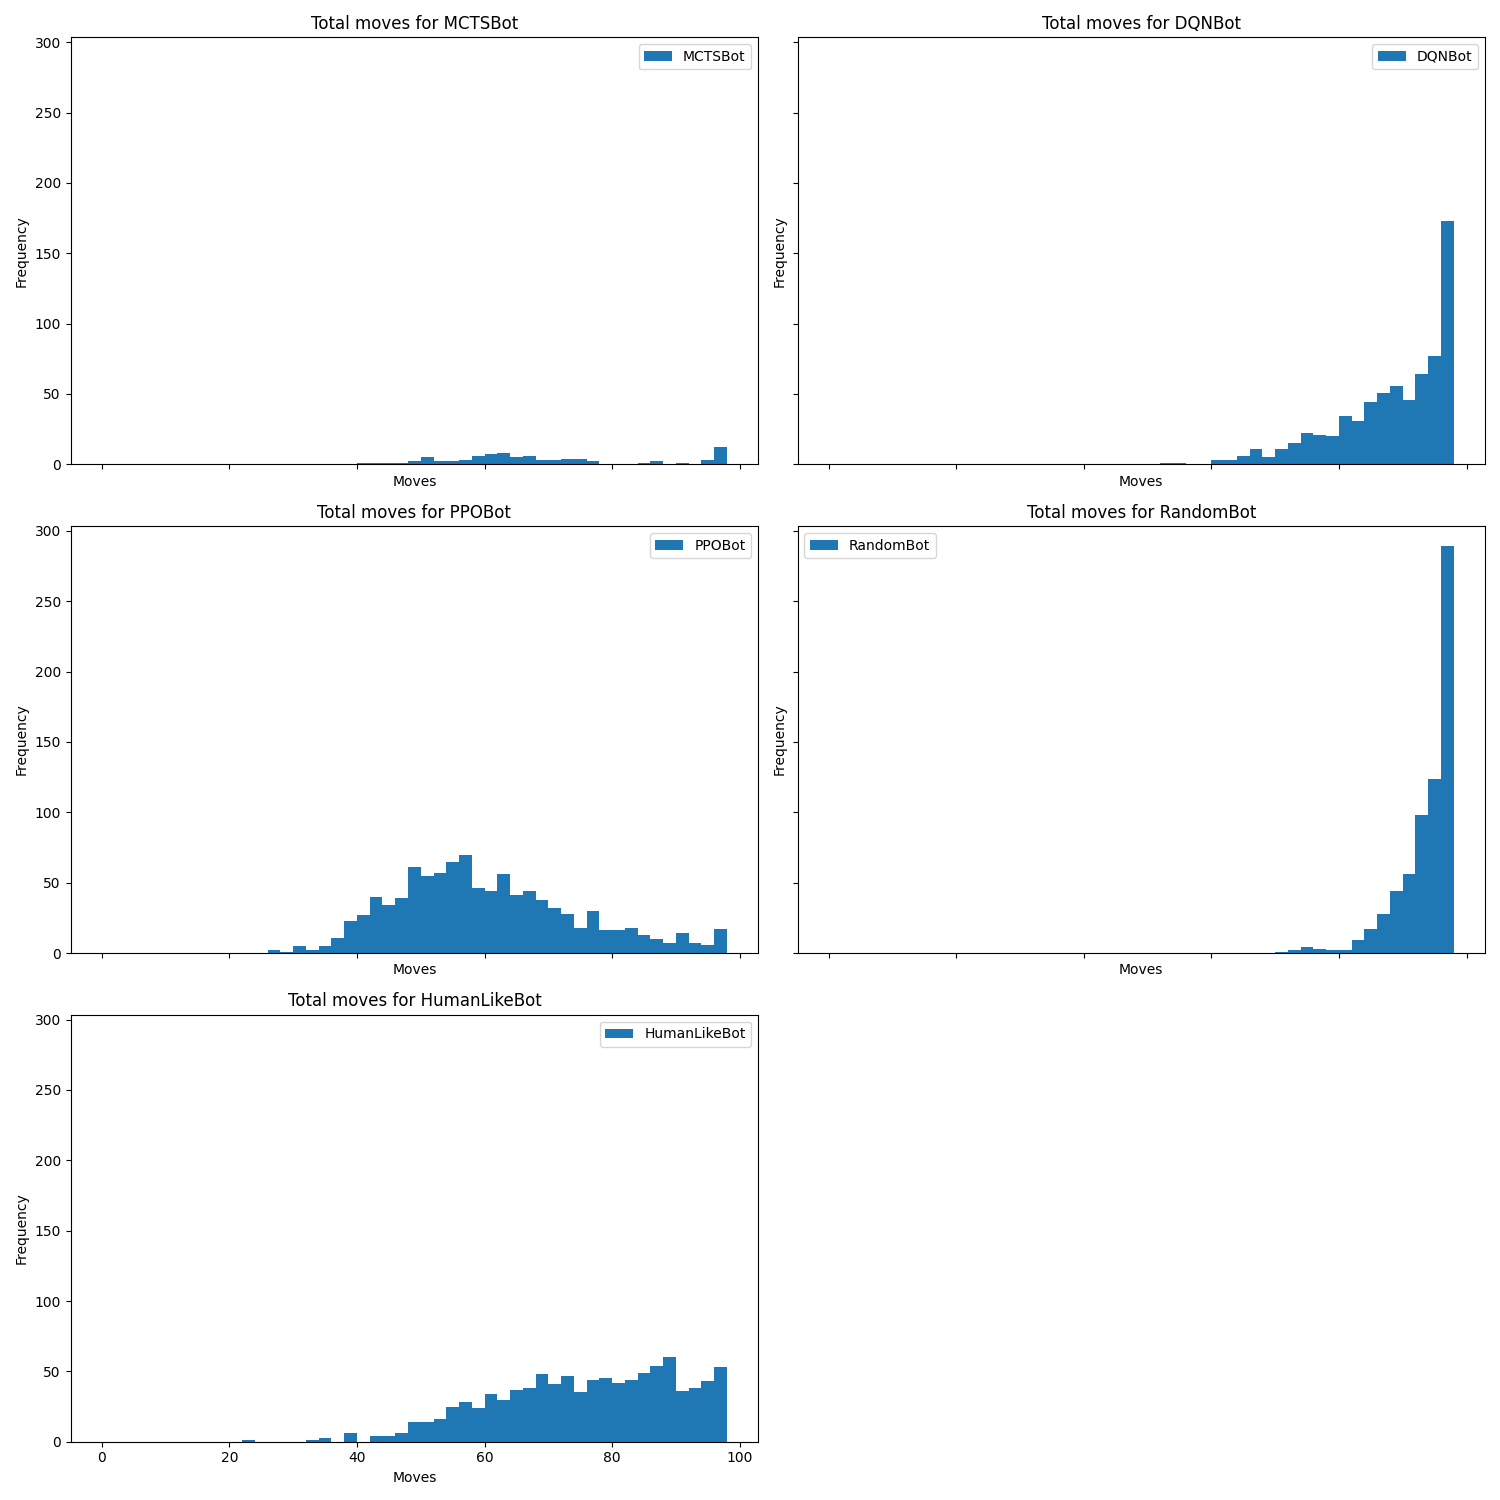 Total moves for MCTSBot
MCTSBot
300
250
200
150
100
50
0
Frequency
Moves
Total moves for DQNBot
DQNBot
Frequency
Moves
Total moves for PPOBot
PPOBot
300
250
200
150
100
50
0
Frequency
Moves
Total moves for RandomBot
RandomBot
Frequency
Moves
Total moves for HumanLikeBot
HumanLikeBot
300
250
200
150
100
50
0
Frequency
0 20 40 60 80 100
Moves